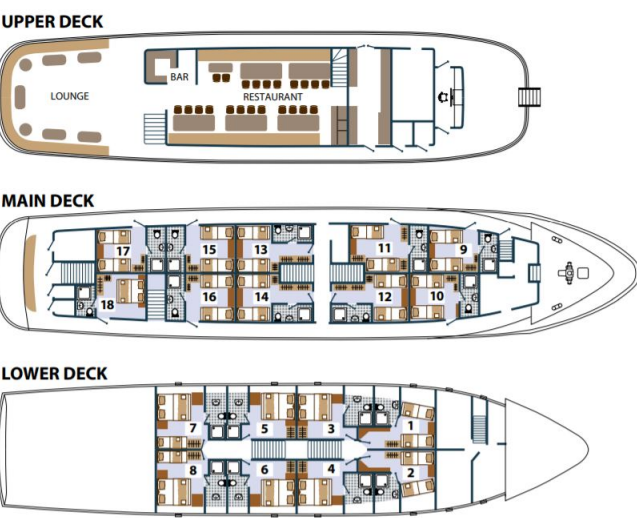 UPPER DECK
BAR
LOUNGE
RESTAURANT
MAIN DECK
17 15 13 11 9
18 16 14 12 10
LOWER DECK
7 5 3 1
8 6 4 2